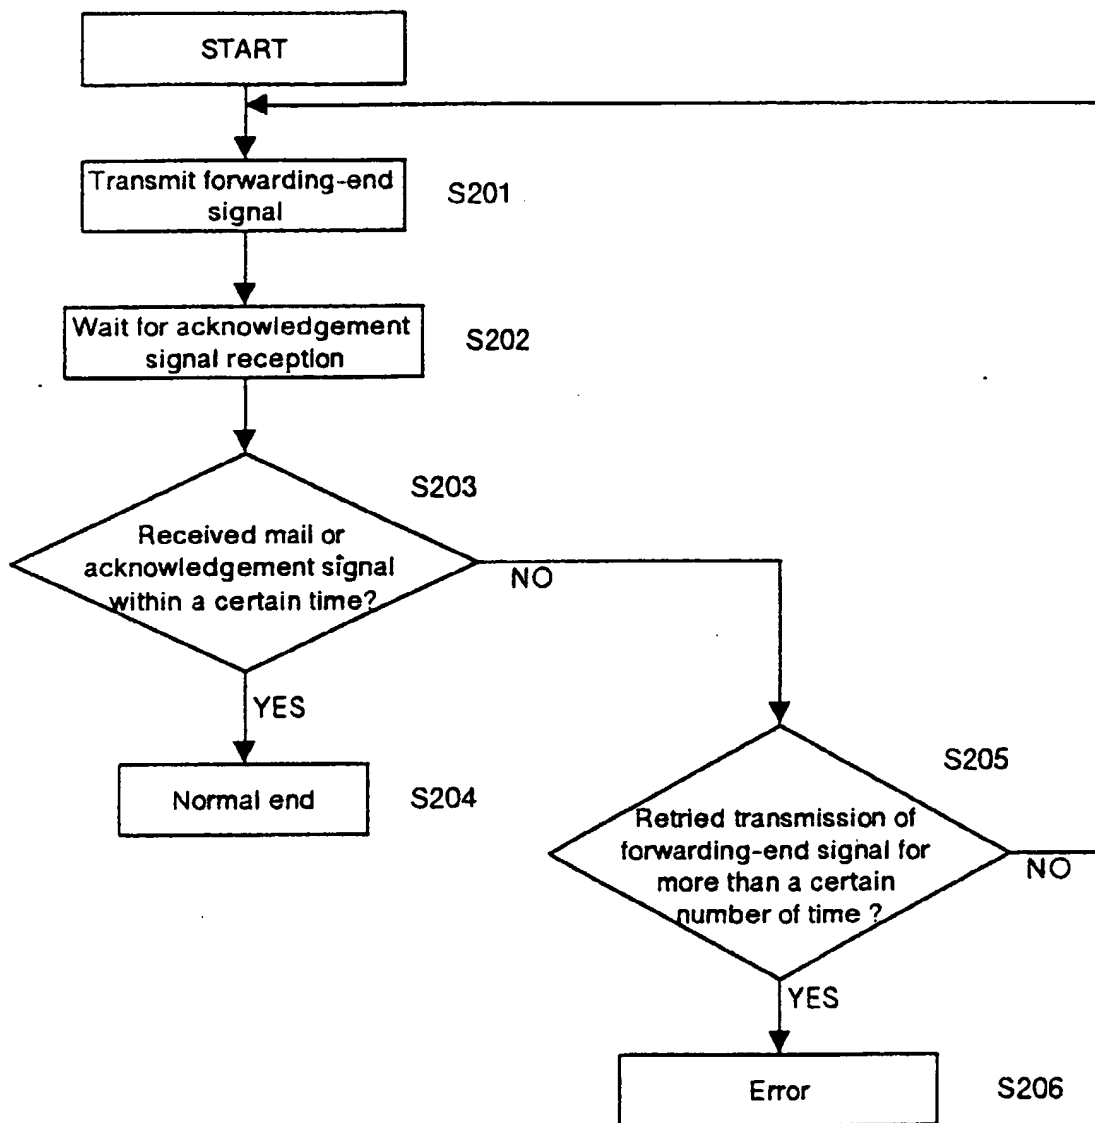 START
Transmit forwarding-end
signal
S201
Wait for acknowledgement
signal reception
S202
S203
Received mail or
acknowledgement signal
within a certain time?
NO
YES
Normal end
S204
S205
Retried transmission of
forwarding-end signal for
more than a certain
number of time ?
NO
YES
Error
S206